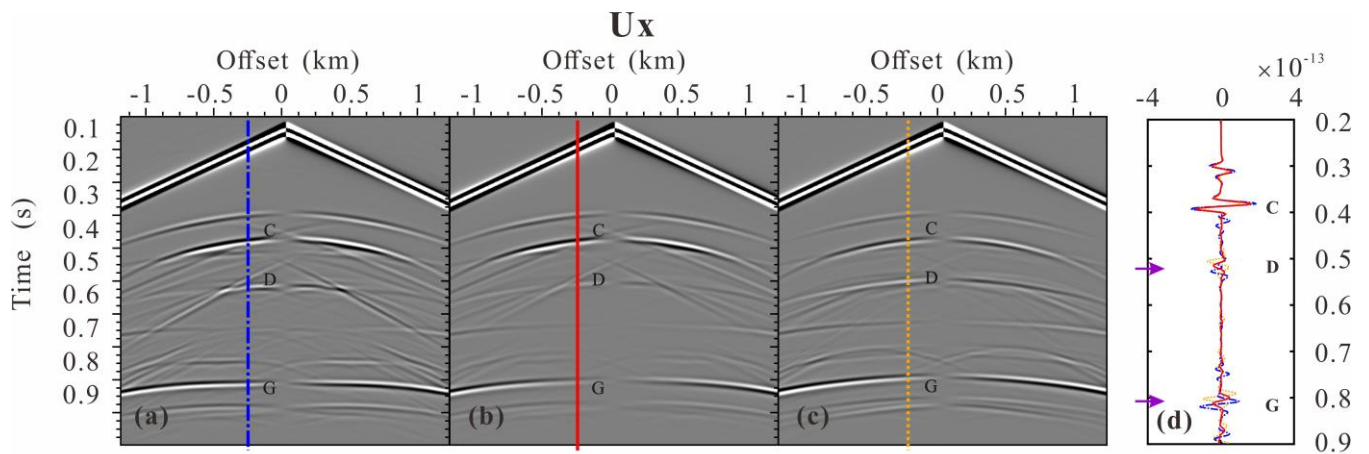 Ux
Offset (km) Offset (km) Offset (km) ×10⁻¹³
-1 -0.5 0 0.5 1 -1 -0.5 0 0.5 1 -1 -0.5 0 0.5 1 -4 0 4
Time (s)
0.1
0.2
0.3
0.4
0.5
0.6
0.7
0.8
0.9
C
D
G
(a)
C
D
G
(b)
C
D
G
(c)
0.2
0.3
0.4
0.5
0.6
0.7
0.8
0.9
C
D
G
(d)